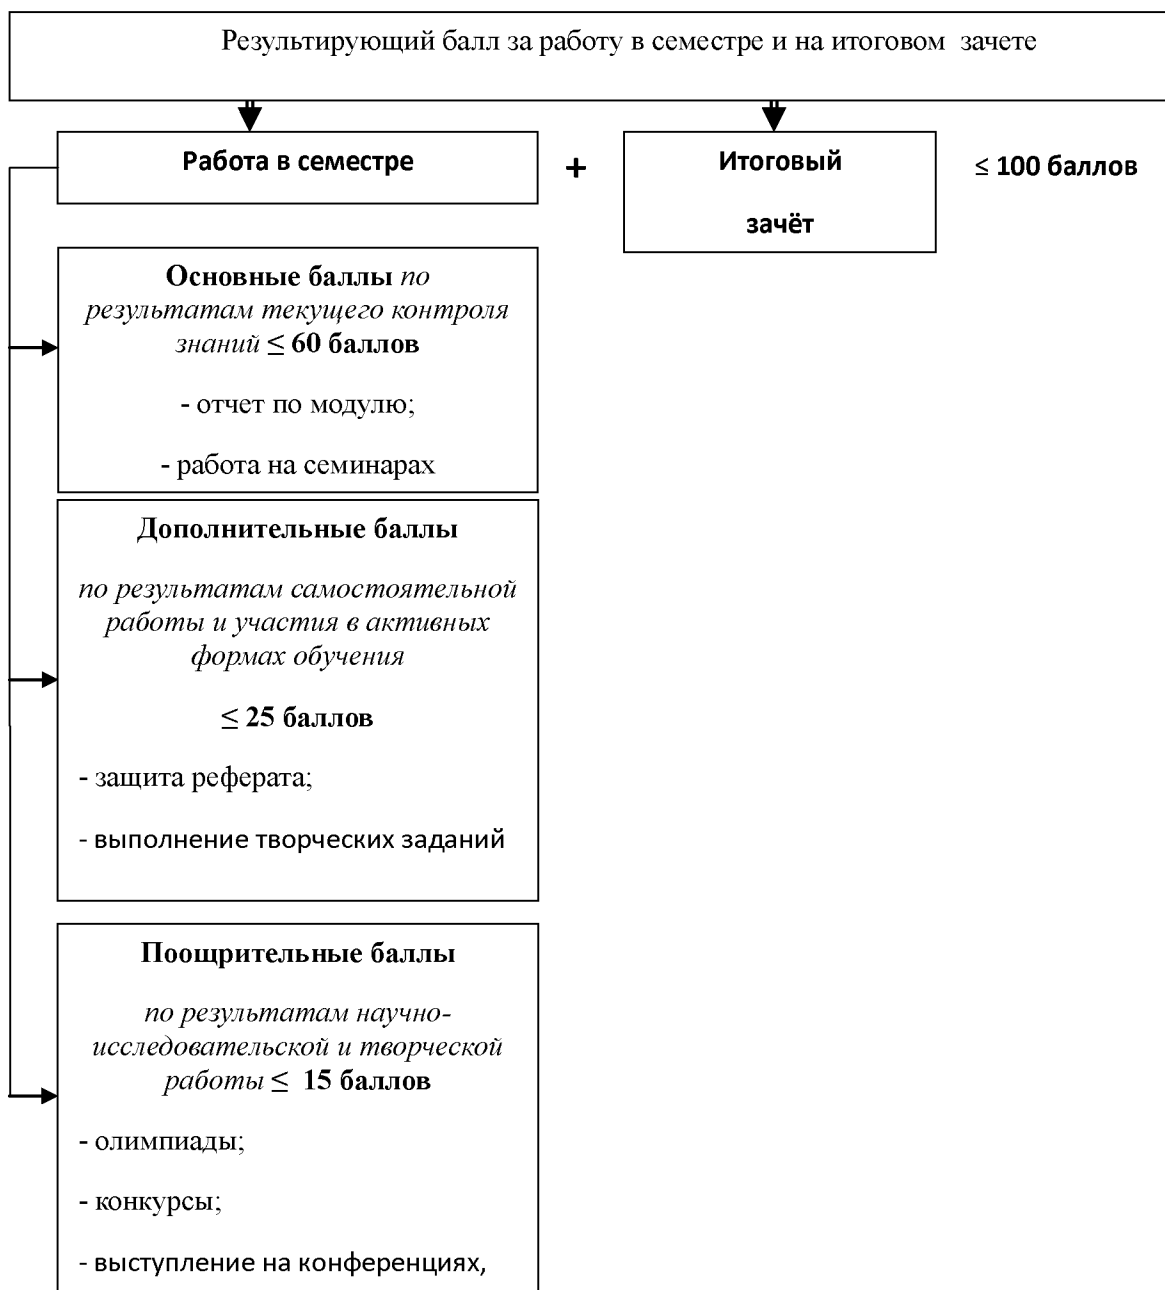 Результирующий балл за работу в семестре и на итоговом зачете
Работа в семестре
+
Итоговый
зачёт
≤ 100 баллов
Основные баллы по
результатам текущего контроля
знаний ≤ 60 баллов
- отчет по модулю;
- работа на семинарах
Дополнительные баллы
по результатам самостоятельной
работы и участия в активных
формах обучения
≤ 25 баллов
- защита реферата;
- выполнение творческих заданий
Поощрительные баллы
по результатам научно-
исследовательской и творческой
работы ≤ 15 баллов
- олимпиады;
- конкурсы;
- выступление на конференциях,